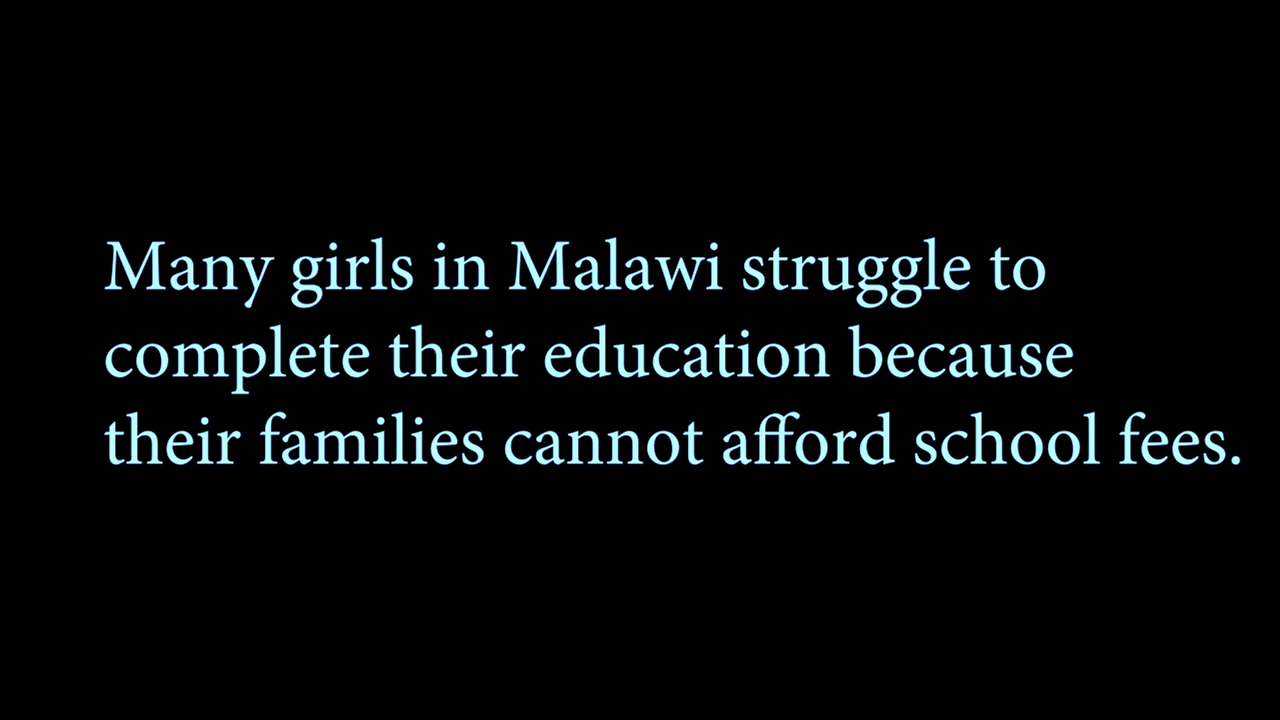 Many girls in Malawi struggle to
complete their education because
their families cannot afford school fees.